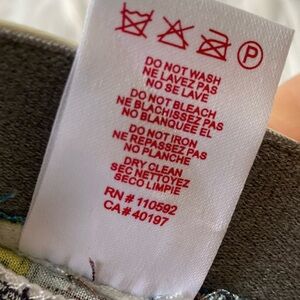 P
DO NOT WASH
NE LAVEZ PAS
NO SE LAVE
DO NOT BLEACH
NE BLACHISSEZ PAS
NO BLANQUEE EL
DO NOT IRON
NE REPASSEZ PAS
NO PLANCHE
DRY CLEAN
SEC NETTOYEZ
SECO LIMPIE
RN # 110592
CA# 40197